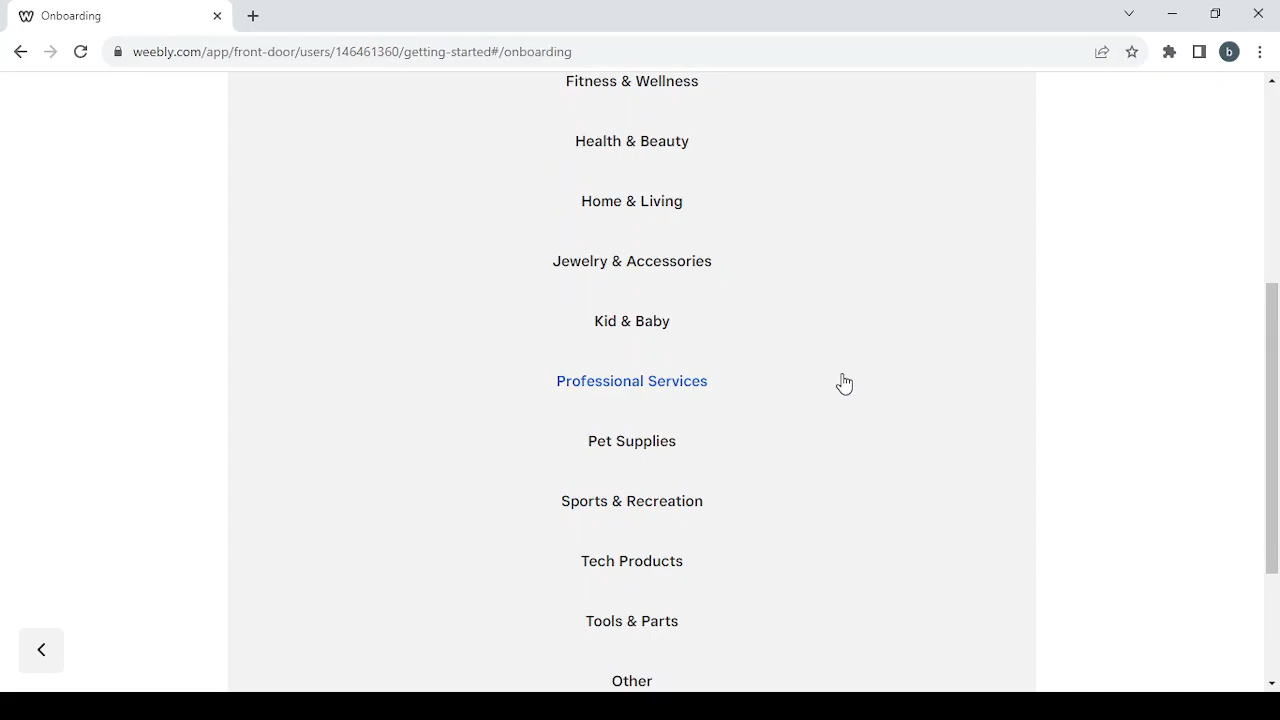 Onboarding
weebly.com/app/front-door/users/146461360/getting-started#/onboarding
b
Fitness & Wellness
Health & Beauty
Home & Living
Jewelry & Accessories
Kid & Baby
Professional Services
Pet Supplies
Sports & Recreation
Tech Products
Tools & Parts
Other